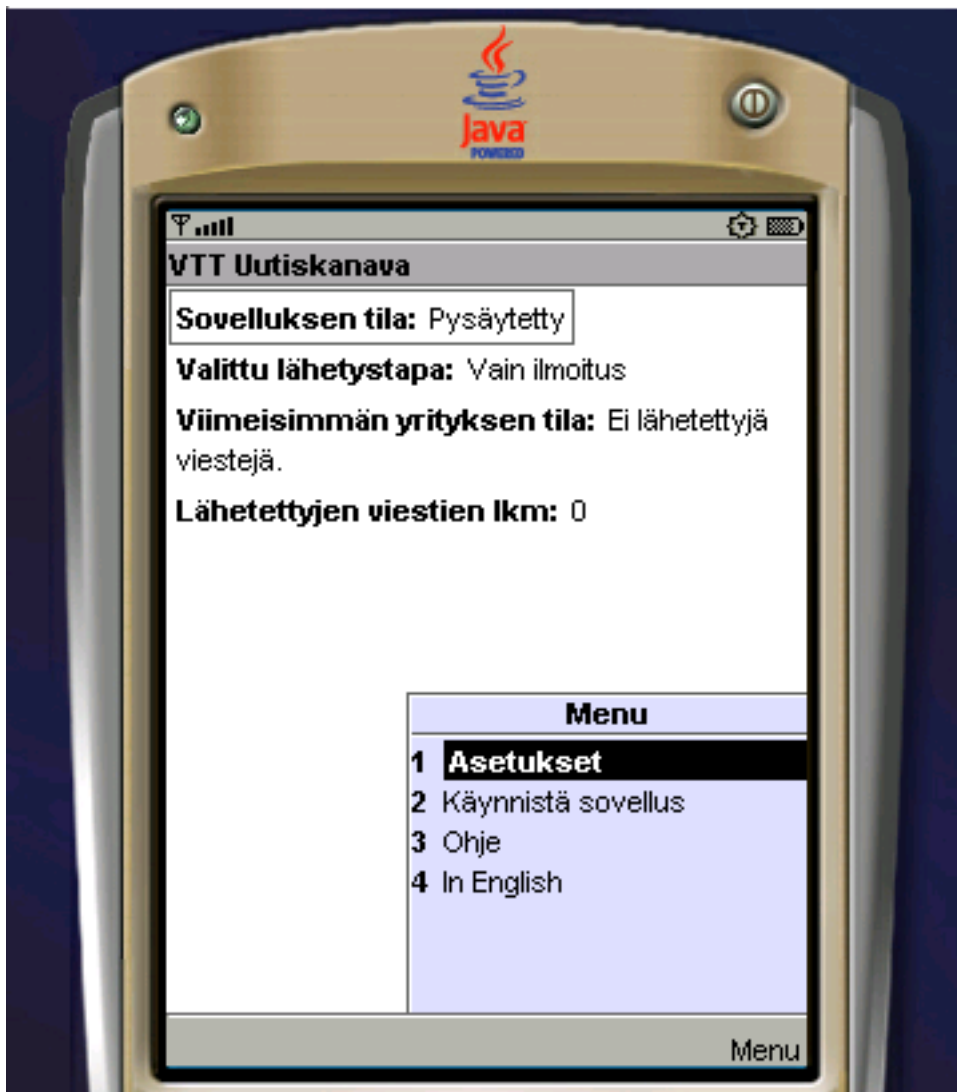 Java
POWERED
VTT Uutiskanava
Sovelluksen tila: Pysäytetty
Valittu lähetystapa: Vain ilmoitus
Viimeisimmän yrityksen tila: Ei lähetettyjä
viestejä.
Lähetettyjen viestien lkm: 0
Menu
1 Asetukset
2 Käynnistä sovellus
3 Ohje
4 In English
Menu